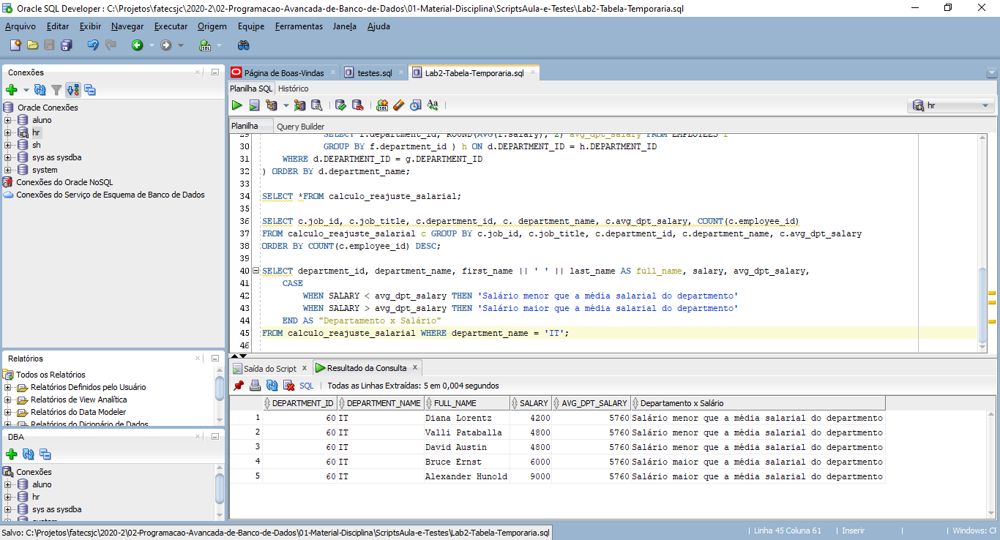 Oracle SQL Developer : C:\Projetos\fatecsjc\2020-2\02-Programacao-Avancada-de-Banco-de-Dados\01-Material-Disciplina\ScriptsAula-e-Testes\Lab2-Tabela-Temporaria.sql
Arquivo Editar Exibir Navegar Executar Origem Equipe Ferramentas Janela Ajuda
Conexões
Oracle Conexões
aluno
hr
sh
sys as sysdba
system
Conexões do Oracle NoSQL
Conexões do Serviço de Esquema de Banco de Dados
Relatórios
Todos os Relatórios
Relatórios Definidos pelo Usuário
Relatórios de View Analítica
Relatórios do Data Modeler
Relatórios do Dicionário de Dados
DBA
Conexões
aluno
hr
sys as sysdba
system
Página de Boas-Vindas testes.sql Lab2-Tabela-Temporaria.sql
Planilha SQL Histórico
SQL Aa hr
Planilha Query Builder
29 SELECT f.department_id, ROUND(AVG(f.salary), 2) avg_dpt_salary FROM EMPLOYEES f
30 GROUP BY f.department_id ) h ON d.DEPARTMENT_ID = h.DEPARTMENT_ID
31 WHERE d.DEPARTMENT_ID = g.DEPARTMENT_ID
32 ) ORDER BY d.department_name;
33
34 SELECT *FROM calculo_reajuste_salarial;
35
36 SELECT c.job_id, c.job_title, c.department_id, c. department_name, c.avg_dpt_salary, COUNT(c.employee_id)
37 FROM calculo_reajuste_salarial c GROUP BY c.job_id, c.job_title, c.department_id, c.department_name, c.avg_dpt_salary
38 ORDER BY COUNT(c.employee_id) DESC;
39
40 SELECT department_id, department_name, first_name || ' ' || last_name AS full_name, salary, avg_dpt_salary,
41 CASE
42 WHEN SALARY < avg_dpt_salary THEN 'Salário menor que a média salarial do departmento'
43 WHEN SALARY > avg_dpt_salary THEN 'Salário maior que a média salarial do departmento'
44 END AS "Departamento x Salário"
45 FROM calculo_reajuste_salarial WHERE department_name = 'IT';
46
Saída do Script x Resultado da Consulta x
SQL | Todas as Linhas Extraídas: 5 em 0,004 segundos
DEPARTMENT_ID DEPARTMENT_NAME FULL_NAME SALARY AVG_DPT_SALARY Departamento x Salário
1 60 IT Diana Lorentz 4200 5760 Salário menor que a média salarial do departmento
2 60 IT Valli Pataballa 4800 5760 Salário menor que a média salarial do departmento
3 60 IT David Austin 4800 5760 Salário menor que a média salarial do departmento
4 60 IT Bruce Ernst 6000 5760 Salário maior que a média salarial do departmento
5 60 IT Alexander Hunold 9000 5760 Salário maior que a média salarial do departmento
Salvo: C:\Projetos\fatecsjc\2020-2\02-Programacao-Avancada-de-Banco-de-Dados\01-Material-Disciplina\ScriptsAula-e-Testes\Lab2-Tabela-Temporaria.sql
| Linha 45 Coluna 61 | Inserir | | Windows: CF